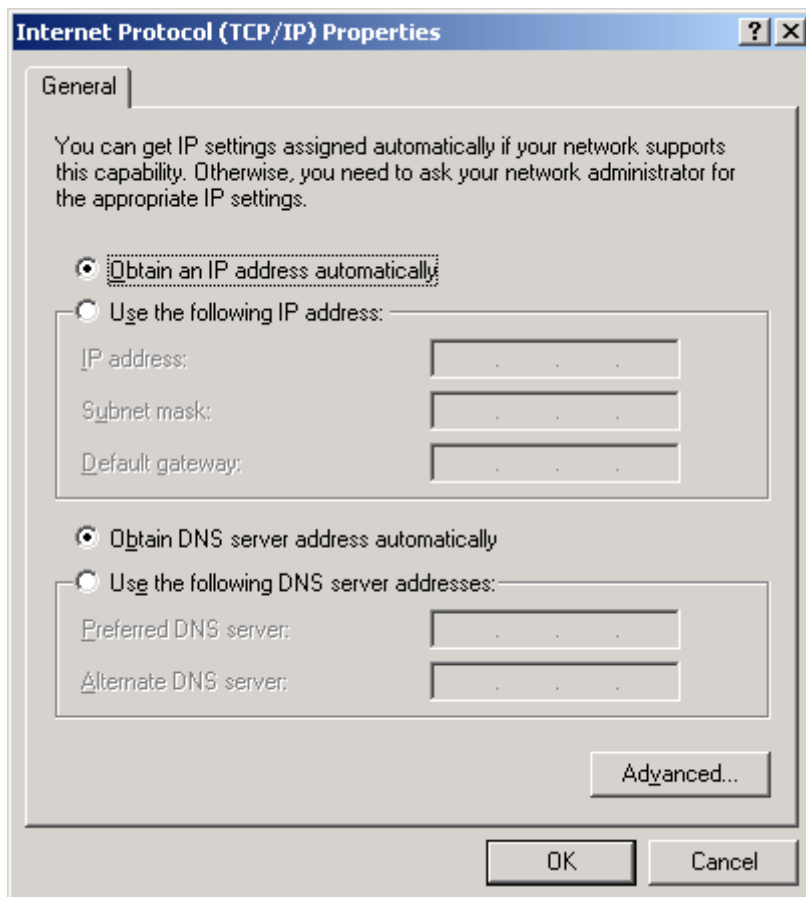 Internet Protocol (TCP/IP) Properties
General
You can get IP settings assigned automatically if your network supports
this capability. Otherwise, you need to ask your network administrator for
the appropriate IP settings.
Obtain an IP address automatically
Use the following IP address:
IP address:
Subnet mask:
Default gateway:
Obtain DNS server address automatically
Use the following DNS server addresses:
Preferred DNS server:
Alternate DNS server:
Advanced...
OK Cancel